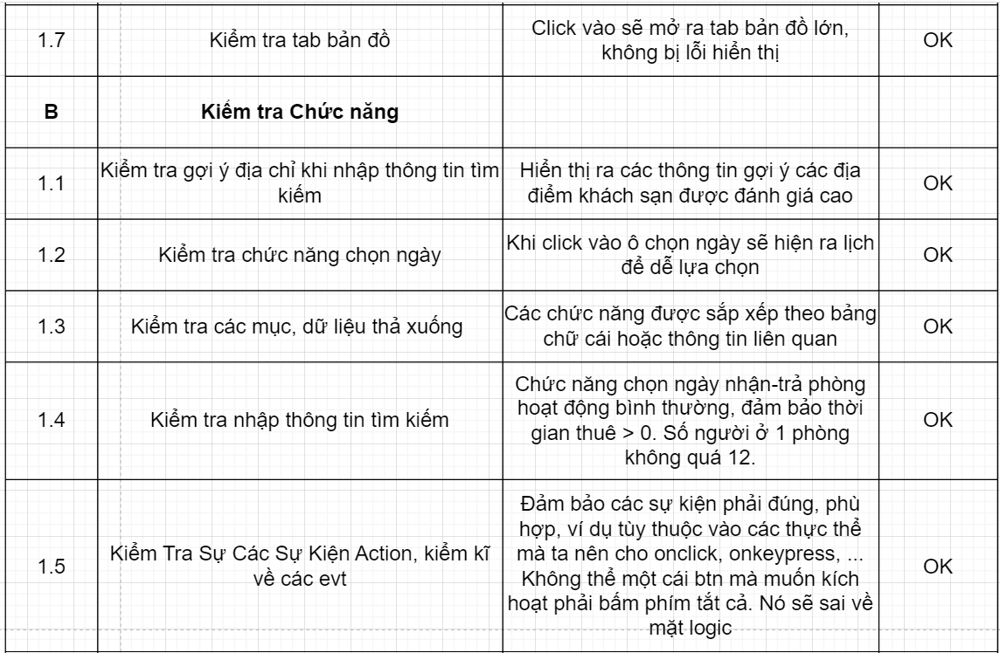 1.7
Kiểm tra tab bản đồ
Click vào sẽ mở ra tab bản đồ lớn,
không bị lỗi hiển thị
OK
B
Kiểm tra Chức năng
1.1
Kiểm tra gợi ý địa chỉ khi nhập thông tin tìm
kiếm
Hiển thị ra các thông tin gợi ý các địa
điểm khách sạn được đánh giá cao
OK
1.2
Kiểm tra chức năng chọn ngày
Khi click vào ô chọn ngày sẽ hiện ra lịch
để dễ lựa chọn
OK
1.3
Kiểm tra các mục, dữ liệu thả xuống
Các chức năng được sắp xếp theo bảng
chữ cái hoặc thông tin liên quan
OK
1.4
Kiểm tra nhập thông tin tìm kiếm
Chức năng chọn ngày nhận-trả phòng
hoạt động bình thường, đảm bảo thời
gian thuê > 0. Số người ở 1 phòng
không quá 12.
OK
1.5
Kiểm Tra Sự Các Sự Kiện Action, kiểm kĩ
về các evt
Đảm bảo các sự kiện phải đúng, phù
hợp, ví dụ tùy thuộc vào các thực thể
mà ta nên cho onclick, onkeypress, ...
Không thể một cái btn mà muốn kích
hoạt phải bấm phím tắt cả. Nó sẽ sai về
mặt logic
OK